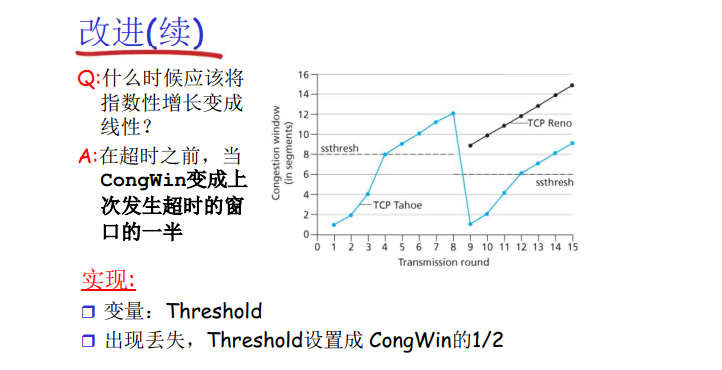 改进(续)
Q:什么时候应该将
指数性增长变成
线性？
A:在超时之前，当
CongWin变成上
次发生超时的窗
口的一半
Congestion window
(in segments)
16
14
12
10
8
6
4
2
0
ssthresh
TCP Tahoe
TCP Reno
ssthresh
0 1 2 3 4 5 6 7 8 9 10 11 12 13 14 15
Transmission round
实现:
变量：Threshold
出现丢失，Threshold设置成 CongWin的1/2